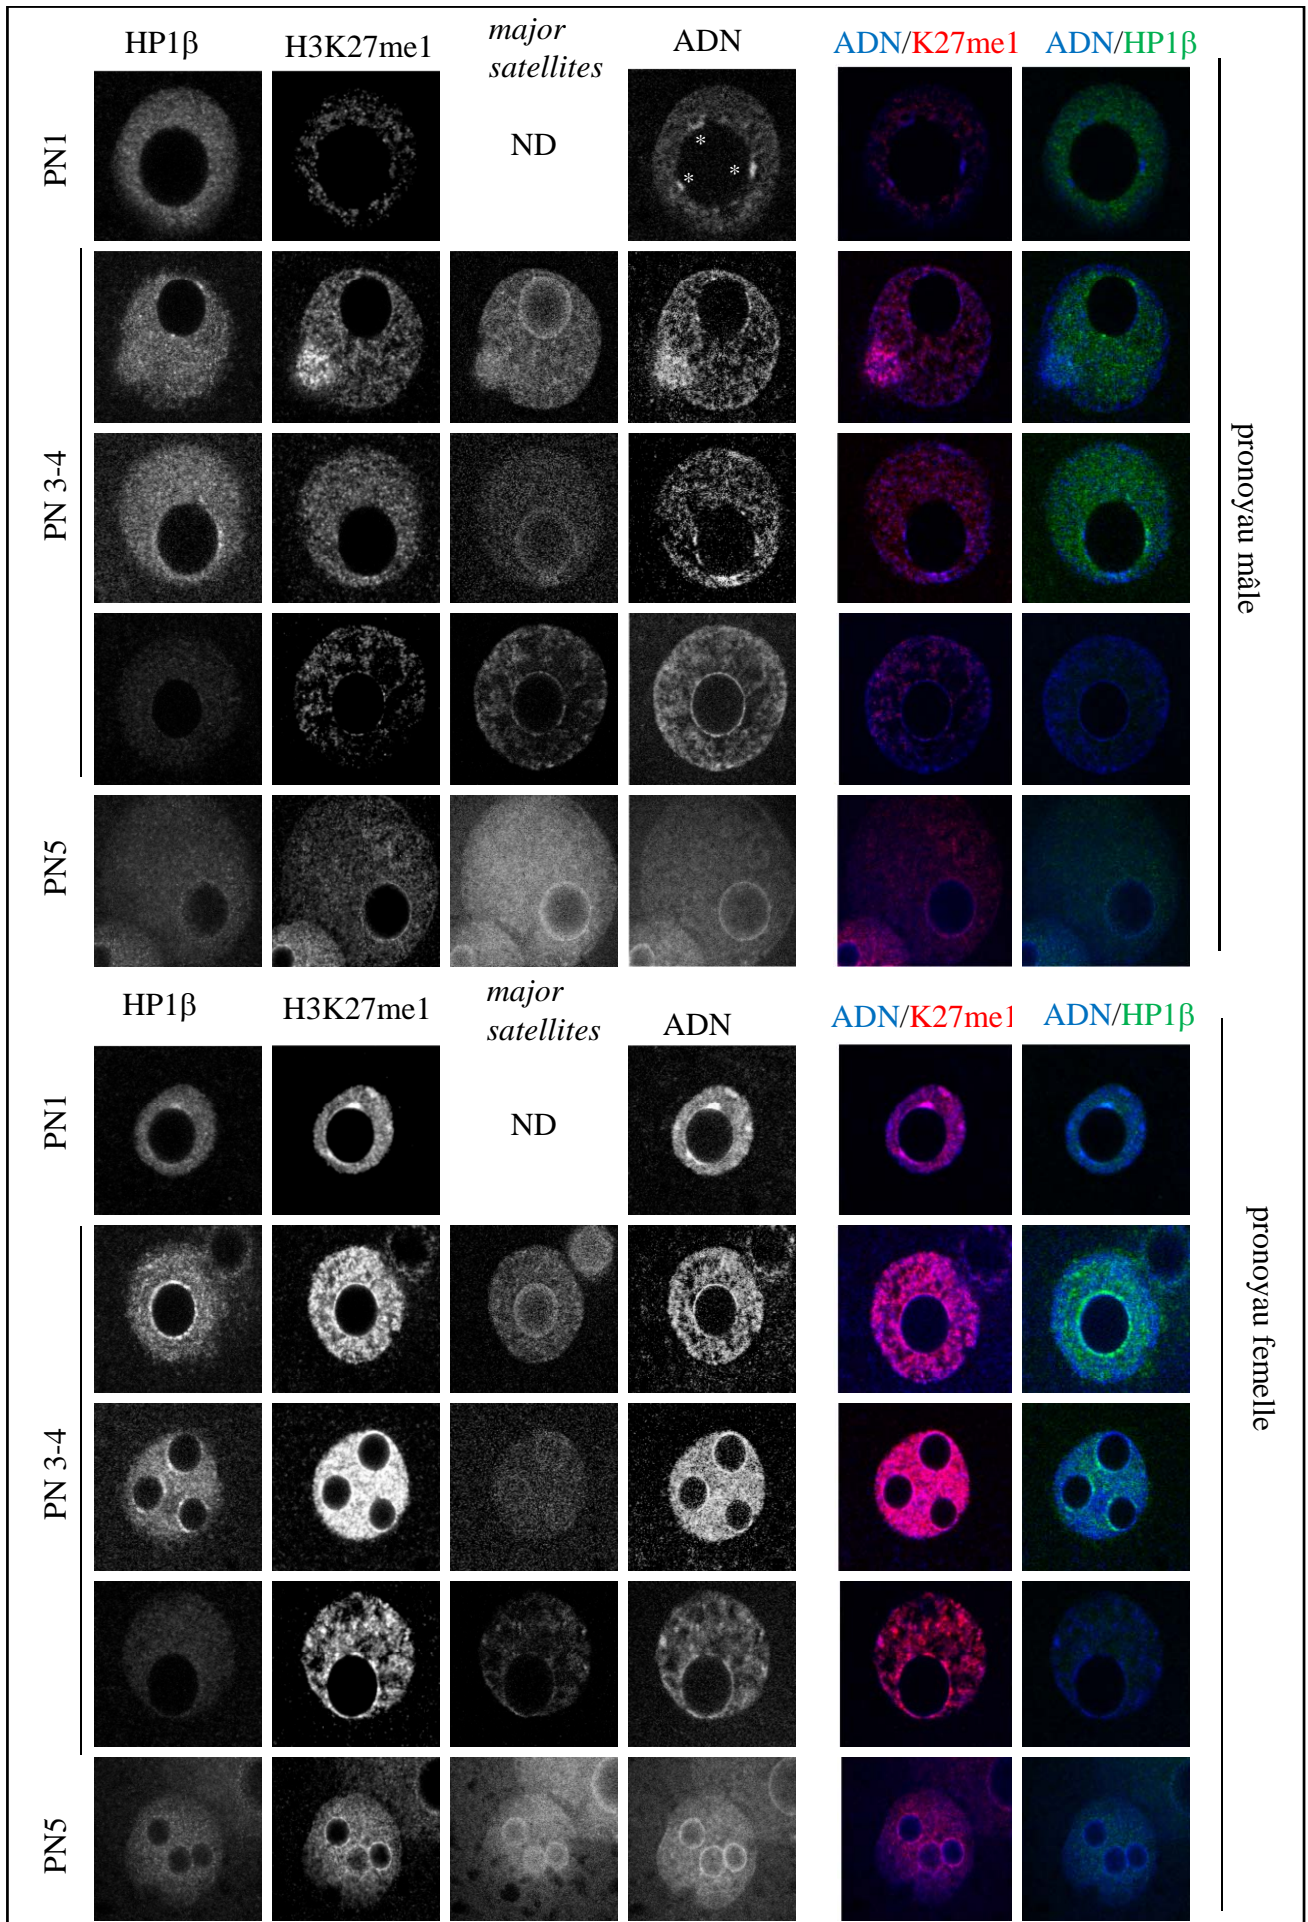 HP1β H3K27me1 major satellites ADN ADN/K27me1 ADN/HP1β
PN1
ND
* * *
PN 3-4
PN5
pronoyau mâle
HP1β H3K27me1 major satellites ADN ADN/K27me1 ADN/HP1β
PN1
ND
PN 3-4
PN5
pronoyau femelle